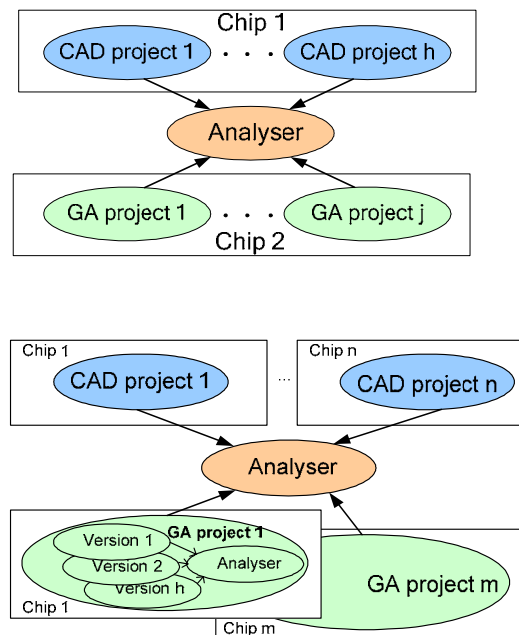 Chip 1
CAD project 1 . . . CAD project h
Analyser
GA project 1 . . . GA project j
Chip 2
Chip 1
Chip n
CAD project 1
...
CAD project n
Analyser
GA project 1
Version 1
Version 2
Analyser
Version h
Chip 1
GA project m
Chip m